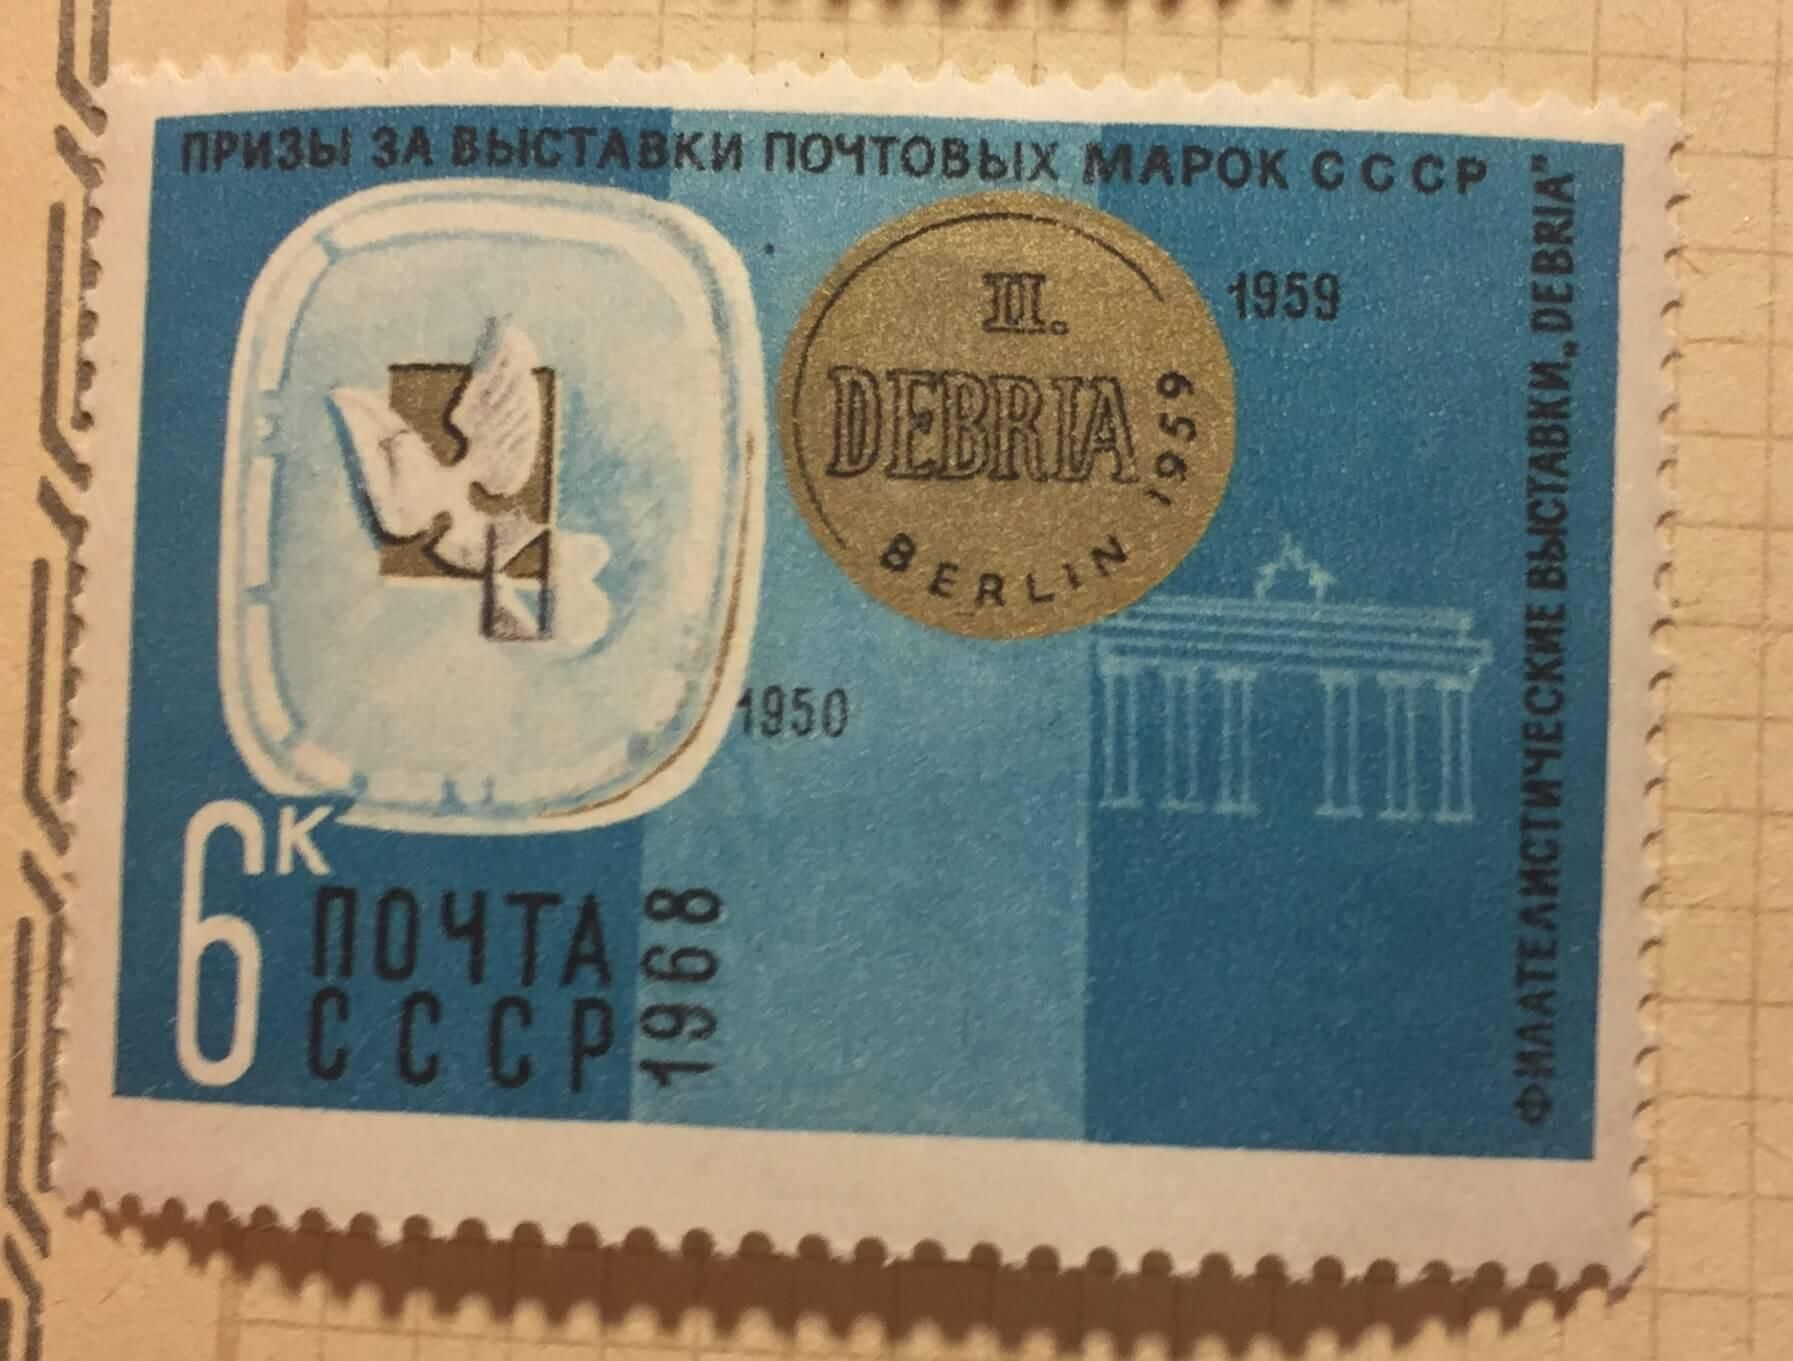 ПРИЗЫ ЗА ВЫСТАВКИ ПОЧТОВЫХ МАРОК СССР
II.
DEBRIA
BERLIN 1959
1959
1950
6К
ПОЧТА
СССР
1968
ФИЛАТЕЛИСТИЧЕСКИЕ ВЫСТАВКИ „DEBRIA"